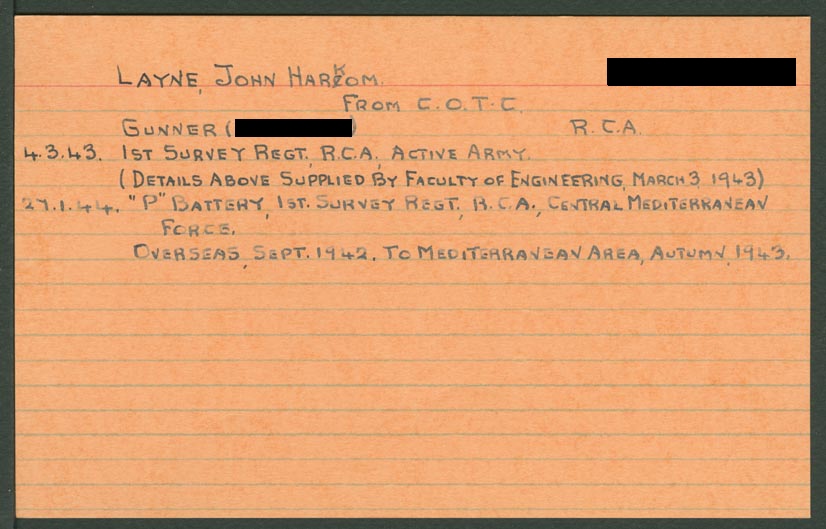 LAYNE, JOHN HARKOM.
FROM C.O.T.C.
GUNNER ( ) R.C.A.
4.3.43. 1ST SURVEY REGT. R.C.A. ACTIVE ARMY.
(DETAILS ABOVE SUPPLIED BY FACULTY OF ENGINEERING, MARCH 3, 1943)
27.1.44. "P" BATTERY, 1ST. SURVEY REGT., R.C.A., CENTRAL MEDITERRANEAN
FORCE.
OVERSEAS, SEPT. 1942. TO MEDITERRANEAN AREA, AUTUMN, 1943.